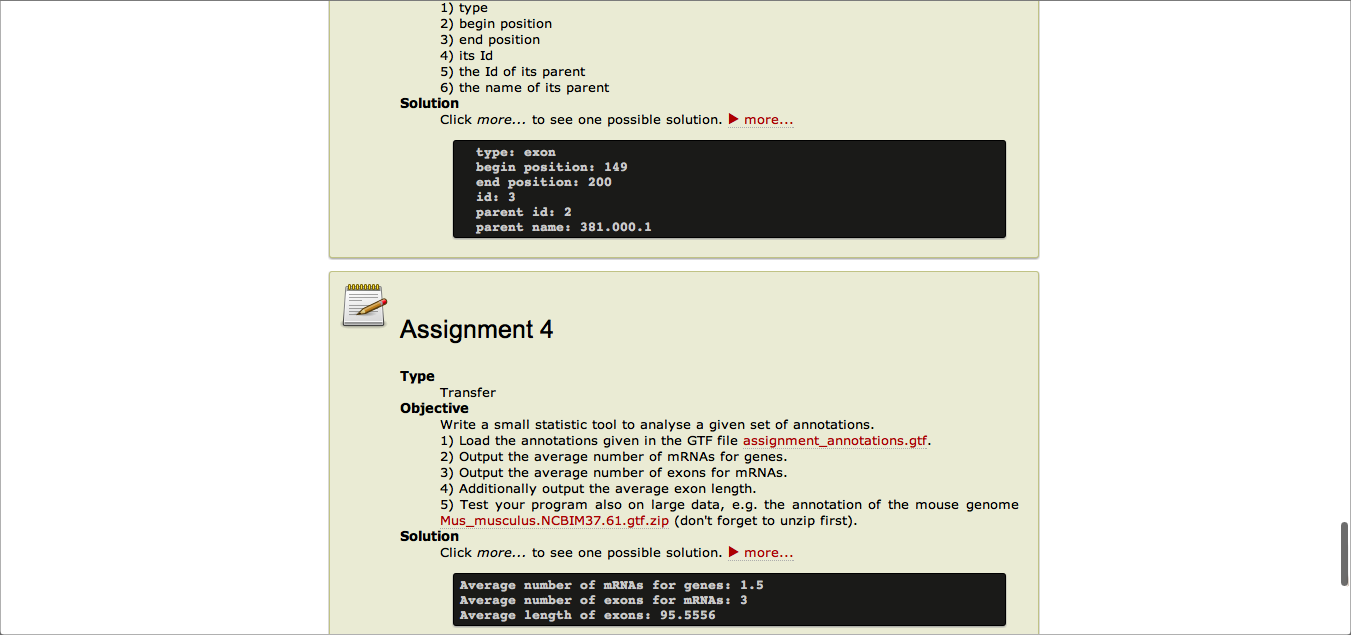 1) type
2) begin position
3) end position
4) its Id
5) the Id of its parent
6) the name of its parent
Solution
Click more... to see one possible solution. ▶ more...
type: exon
begin position: 149
end position: 200
id: 3
parent id: 2
parent name: 381.000.1
Assignment 4
Type
Transfer
Objective
Write a small statistic tool to analyse a given set of annotations.
1) Load the annotations given in the GTF file assignment_annotations.gtf.
2) Output the average number of mRNAs for genes.
3) Output the average number of exons for mRNAs.
4) Additionally output the average exon length.
5) Test your program also on large data, e.g. the annotation of the mouse genome
Mus_musculus.NCBIM37.61.gtf.zip (don't forget to unzip first).
Solution
Click more... to see one possible solution. ▶ more...
Average number of mRNAs for genes: 1.5
Average number of exons for mRNAs: 3
Average length of exons: 95.5556